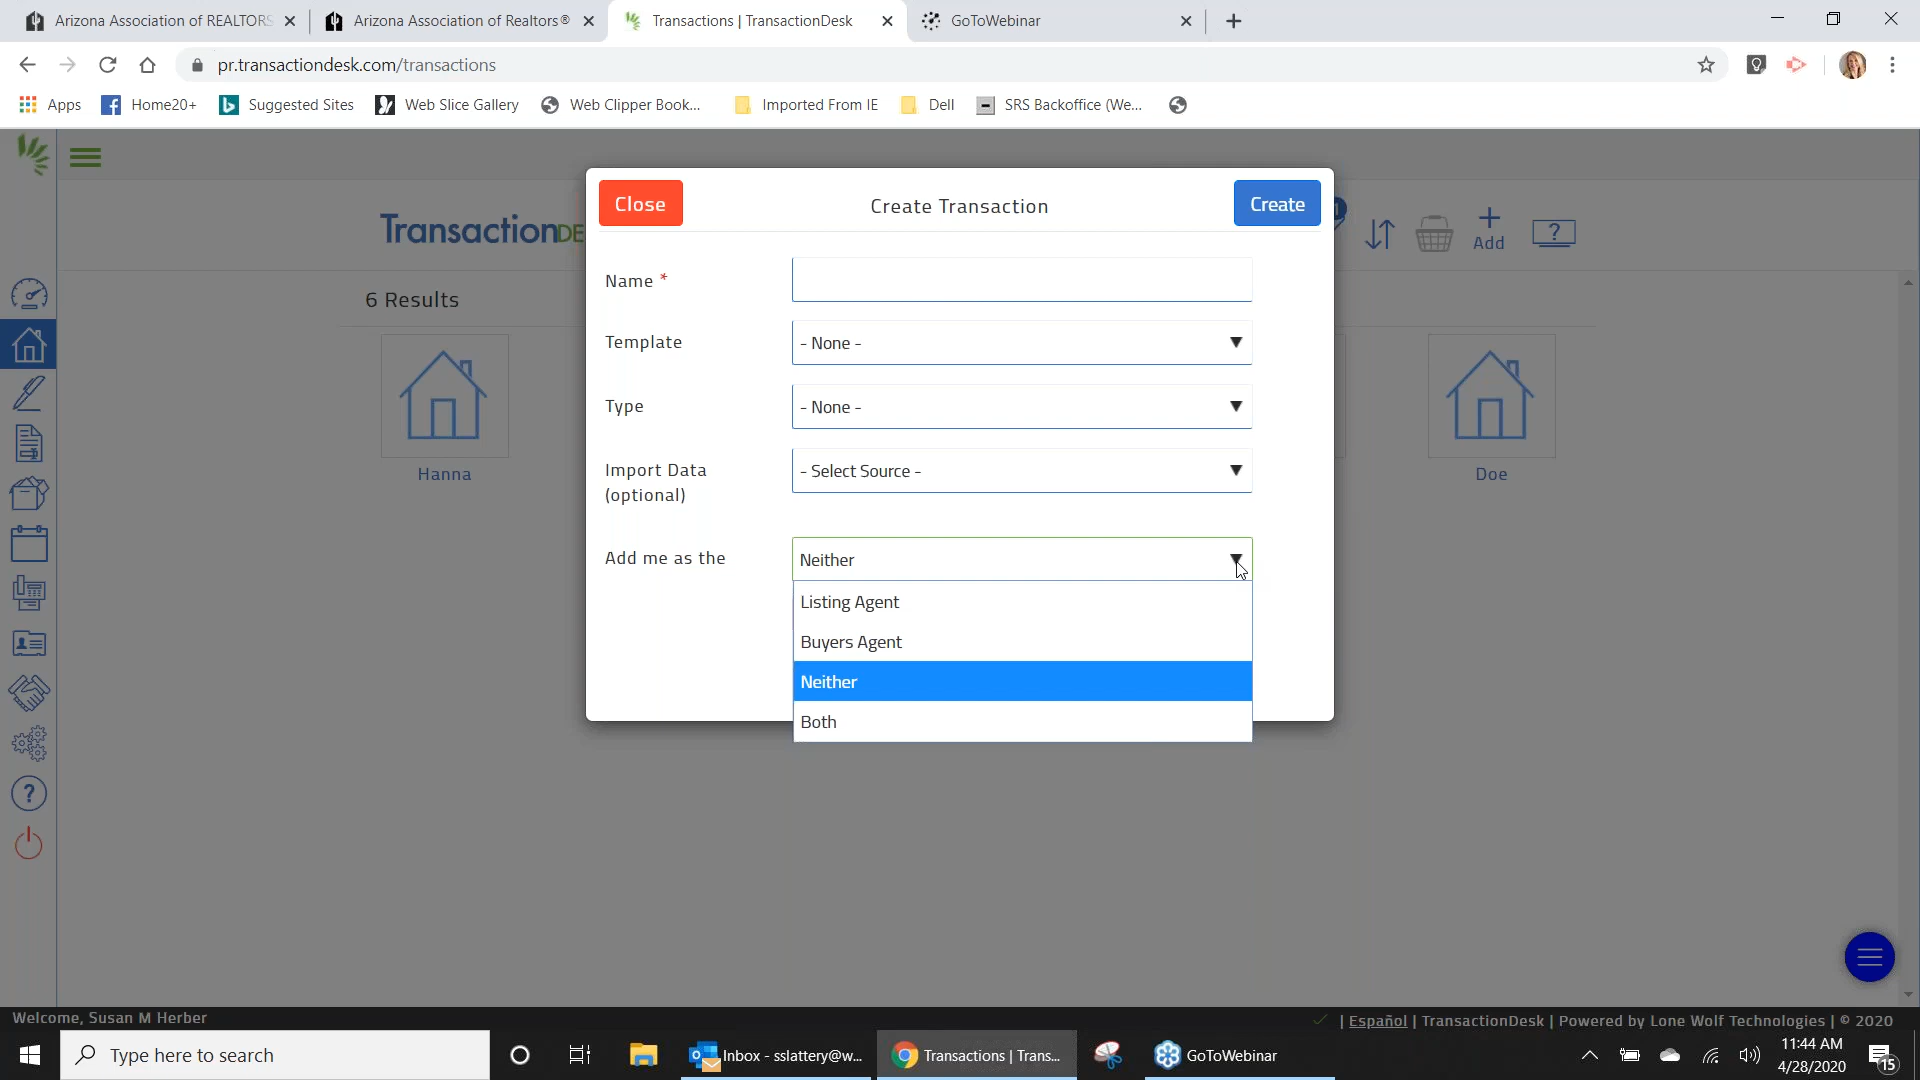 Arizona Association of REALTORS
Arizona Association of Realtors®
Transactions | TransactionDesk
GoToWebinar
pr.transactiondesk.com/transactions
Apps
Home20+
Suggested Sites
Web Slice Gallery
Web Clipper Book...
Imported From IE
Dell
SRS Backoffice (We...
Close
Create Transaction
Create
TransactionDE
1
Add
?
6 Results
Name *
Template
- None -
Type
- None -
Import Data
(optional)
- Select Source -
Hanna
Doe
Add me as the
Neither
Listing Agent
Buyers Agent
Neither
Both
?
Welcome, Susan M Herber
| Español | TransactionDesk | Powered by Lone Wolf Technologies | © 2020
Type here to search
Inbox - sslattery@w...
Transactions | Trans...
GoToWebinar
11:44 AM
4/28/2020
15